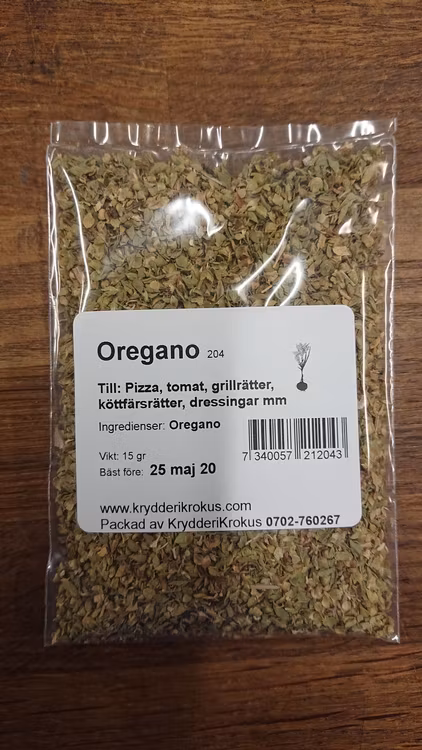 Oregano 204
Till: Pizza, tomat, grillrätter,
köttfärsrätter, dressingar mm
Ingredienser: Oregano
7 340057 212043
Vikt: 15 gr
Bäst före: 25 maj 20
www.krydderikrokus.com
Packad av KrydderiKrokus 0702-760267